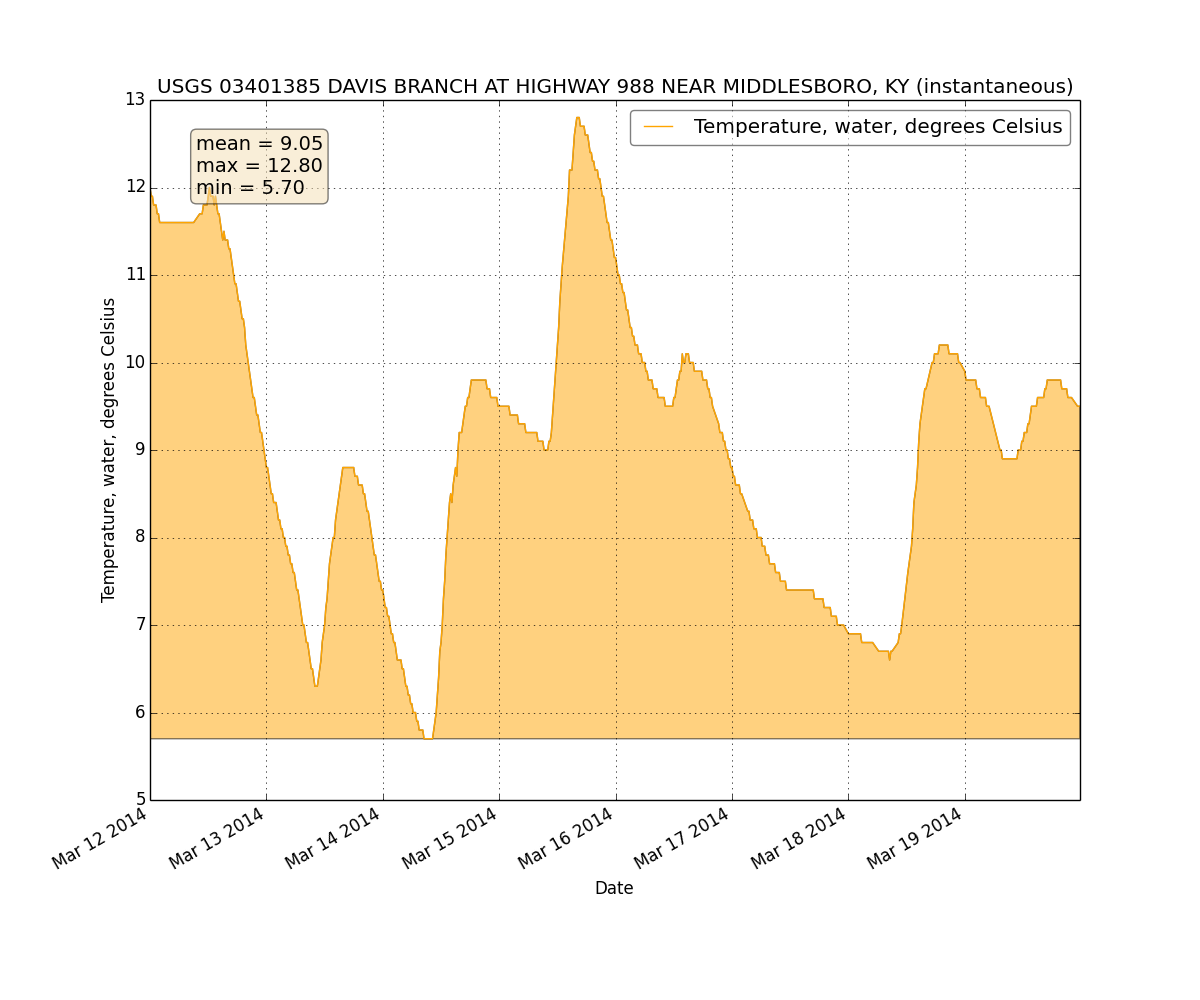 USGS 03401385 DAVIS BRANCH AT HIGHWAY 988 NEAR MIDDLESBORO, KY (instantaneous)
Temperature, water, degrees Celsius
mean = 9.05
max = 12.80
min = 5.70
13
12
11
10
9
8
7
6
5
Temperature, water, degrees Celsius
Mar 12 2014
Mar 13 2014
Mar 14 2014
Mar 15 2014
Mar 16 2014
Mar 17 2014
Mar 18 2014
Mar 19 2014
Date